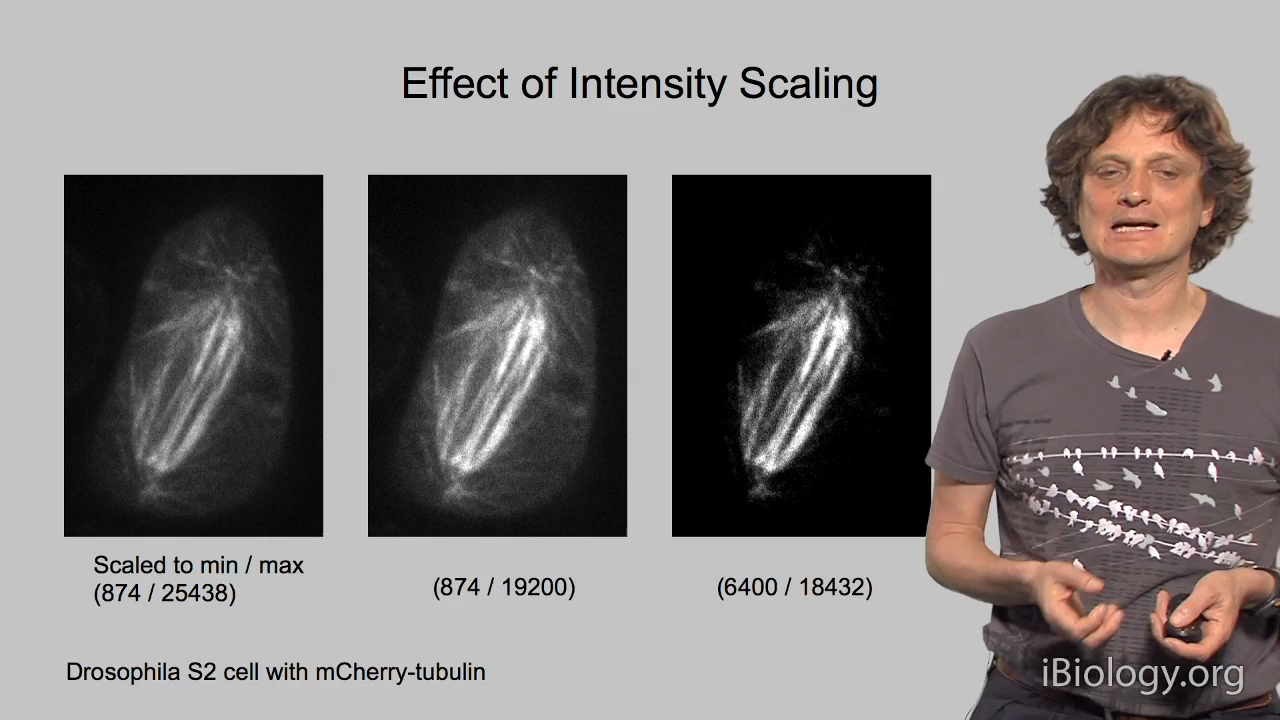 Effect of Intensity Scaling
Scaled to min / max
(874 / 25438)
(874 / 19200)
(6400 / 18432)
Drosophila S2 cell with mCherry-tubulin
iBiology.org